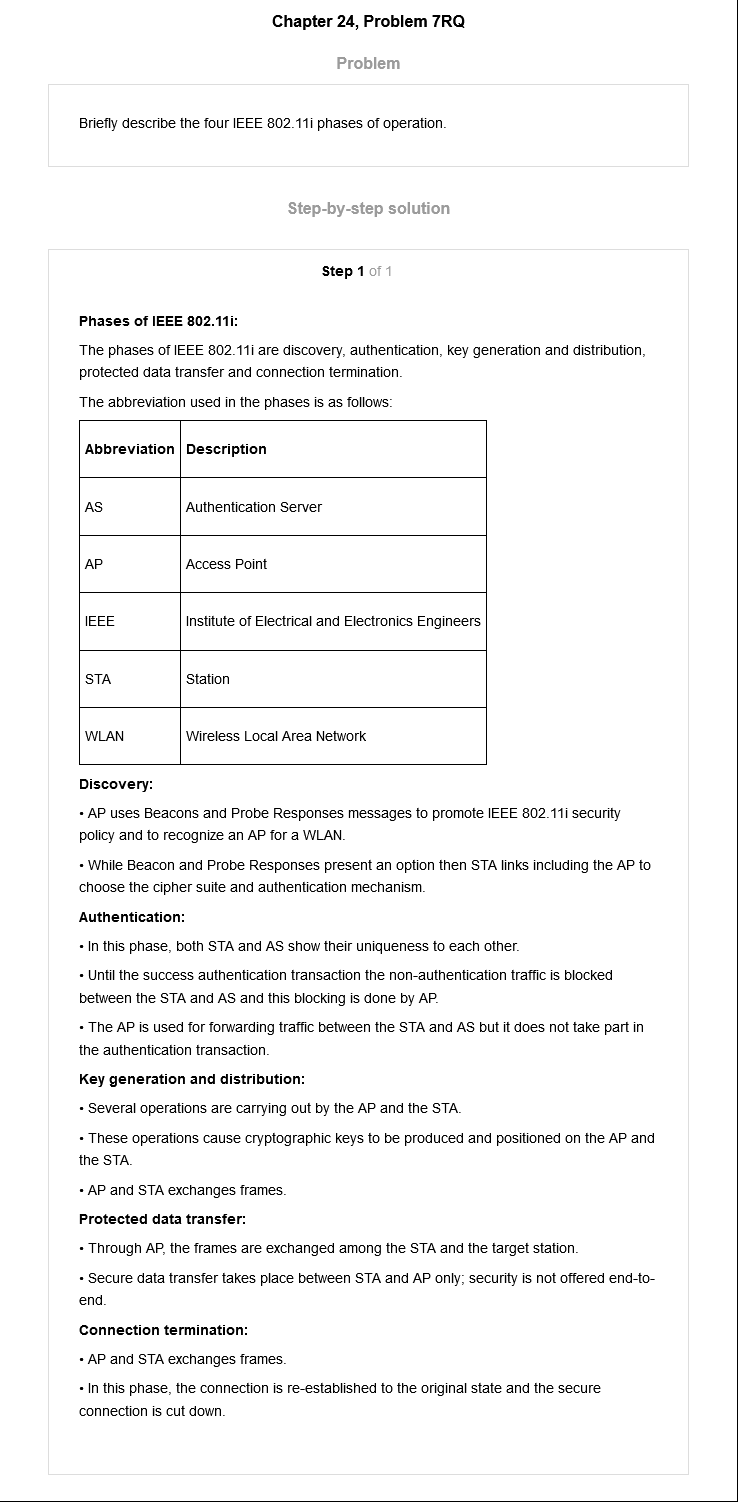 Chapter 24, Problem 7RQ
Problem
Briefly describe the four IEEE 802.11i phases of operation.
Step-by-step solution
Step 1 of 1
Phases of IEEE 802.11i:
The phases of IEEE 802.11i are discovery, authentication, key generation and distribution,
protected data transfer and connection termination.
The abbreviation used in the phases is as follows:
Abbreviation Description
AS Authentication Server
AP Access Point
IEEE Institute of Electrical and Electronics Engineers
STA Station
WLAN Wireless Local Area Network
Discovery:
• AP uses Beacons and Probe Responses messages to promote IEEE 802.11i security
policy and to recognize an AP for a WLAN.
• While Beacon and Probe Responses present an option then STA links including the AP to
choose the cipher suite and authentication mechanism.
Authentication:
• In this phase, both STA and AS show their uniqueness to each other.
• Until the success authentication transaction the non-authentication traffic is blocked
between the STA and AS and this blocking is done by AP.
• The AP is used for forwarding traffic between the STA and AS but it does not take part in
the authentication transaction.
Key generation and distribution:
• Several operations are carrying out by the AP and the STA.
• These operations cause cryptographic keys to be produced and positioned on the AP and
the STA.
• AP and STA exchanges frames.
Protected data transfer:
• Through AP, the frames are exchanged among the STA and the target station.
• Secure data transfer takes place between STA and AP only; security is not offered end-to-
end.
Connection termination:
• AP and STA exchanges frames.
• In this phase, the connection is re-established to the original state and the secure
connection is cut down.